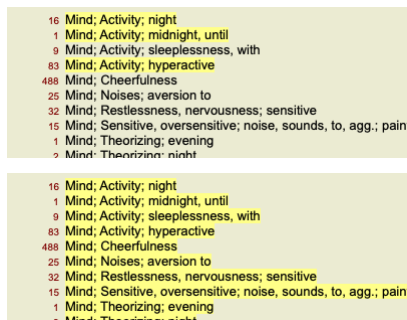 16 Mind; Activity; night
1 Mind; Activity; midnight, until
9 Mind; Activity; sleeplessness, with
83 Mind; Activity; hyperactive
488 Mind; Cheerfulness
25 Mind; Noises; aversion to
32 Mind; Restlessness, nervousness; sensitive
15 Mind; Sensitive, oversensitive; noise, sounds, to, agg.; pain
1 Mind; Theorizing; evening
2 Mind; Theorizing; night
16 Mind; Activity; night
1 Mind; Activity; midnight, until
9 Mind; Activity; sleeplessness, with
83 Mind; Activity; hyperactive
488 Mind; Cheerfulness
25 Mind; Noises; aversion to
32 Mind; Restlessness, nervousness; sensitive
15 Mind; Sensitive, oversensitive; noise, sounds, to, agg.; pain
1 Mind; Theorizing; evening